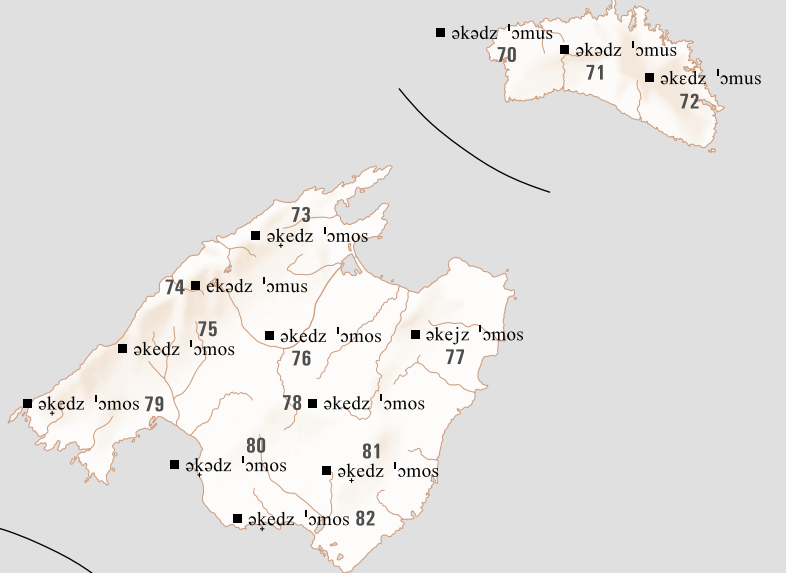 əkədz ˈɔmus
70
əkədz ˈɔmus
71
əkɛdz ˈɔmus
72
73
əkedz ˈɔmos
74
ekədz ˈɔmus
75
əkedz ˈɔmos
əkedz ˈɔmos
76
əkejz ˈɔmos
77
əkedz ˈɔmos 79
78 əkedz ˈɔmos
80
əkədz ˈɔmos
81
əkedz ˈɔmos
əkedz ˈɔmos 82